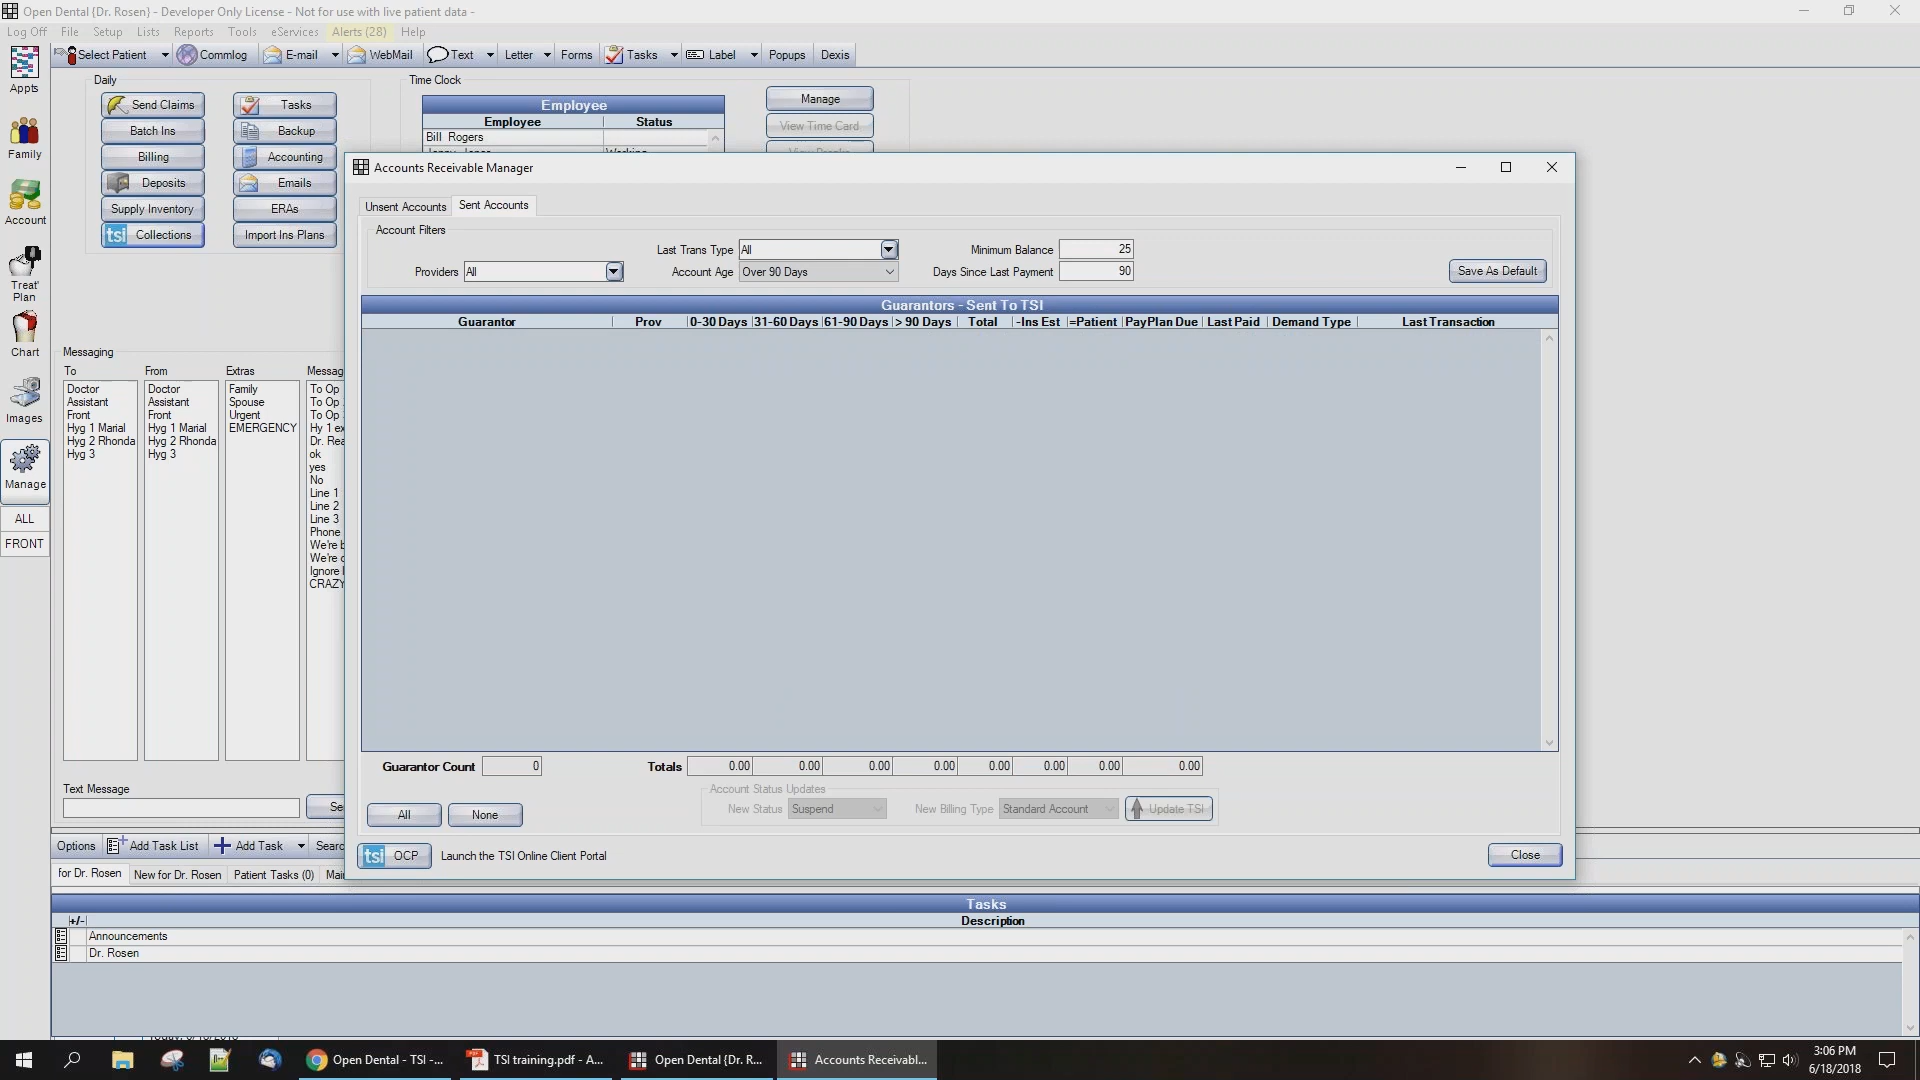 Open Dental {Dr. Rosen} - Developer Only License - Not for use with live patient data -
Log Off File Setup Lists Reports Tools eServices Alerts (28) Help
Select Patient Commlog E-mail WebMail Text Letter Forms Tasks Label Popups Dexis
Appts
Family
Account
Treat' Plan
Chart
Images
Manage
ALL
FRONT
Daily
Send Claims Tasks
Batch Ins Backup
Billing Accounting
Deposits Emails
Supply Inventory ERAs
tsi Collections Import Ins Plans
Time Clock
Employee
Employee Status
Bill Rogers
Manage
View Time Card
Accounts Receivable Manager
Unsent Accounts Sent Accounts
Account Filters
Last Trans Type All Minimum Balance 25
Providers All Account Age Over 90 Days Days Since Last Payment 90 Save As Default
Guarantors - Sent To TSI
Guarantor Prov 0-30 Days 31-60 Days 61-90 Days > 90 Days Total -Ins Est =Patient PayPlan Due Last Paid Demand Type Last Transaction
Guarantor Count 0 Totals 0.00 0.00 0.00 0.00 0.00 0.00 0.00 0.00
Account Status Updates
New Status Suspend New Billing Type Standard Account Update TSI
All None
tsi OCP Launch the TSI Online Client Portal Close
Messaging
To From Extras Messag
Doctor Doctor Family To Op
Assistant Assistant Spouse To Op
Front Front Urgent To Op
Hyg 1 Marial Hyg 1 Marial EMERGENCY Hy 1 ex
Hyg 2 Rhonda Hyg 2 Rhonda Dr. Rea
Hyg 3 Hyg 3 ok
yes
No
Line 1
Line 2
Line 3
Phone
We're b
We're c
Ignore
CRAZY
Text Message
Se
Options Add Task List Add Task Searc
for Dr. Rosen New for Dr. Rosen Patient Tasks (0) Mai
Tasks
+/- Description
Announcements
Dr. Rosen
Open Dental - TSI -... TSI training.pdf - A... Open Dental {Dr. R... Accounts Receivabl...
3:06 PM
6/18/2018